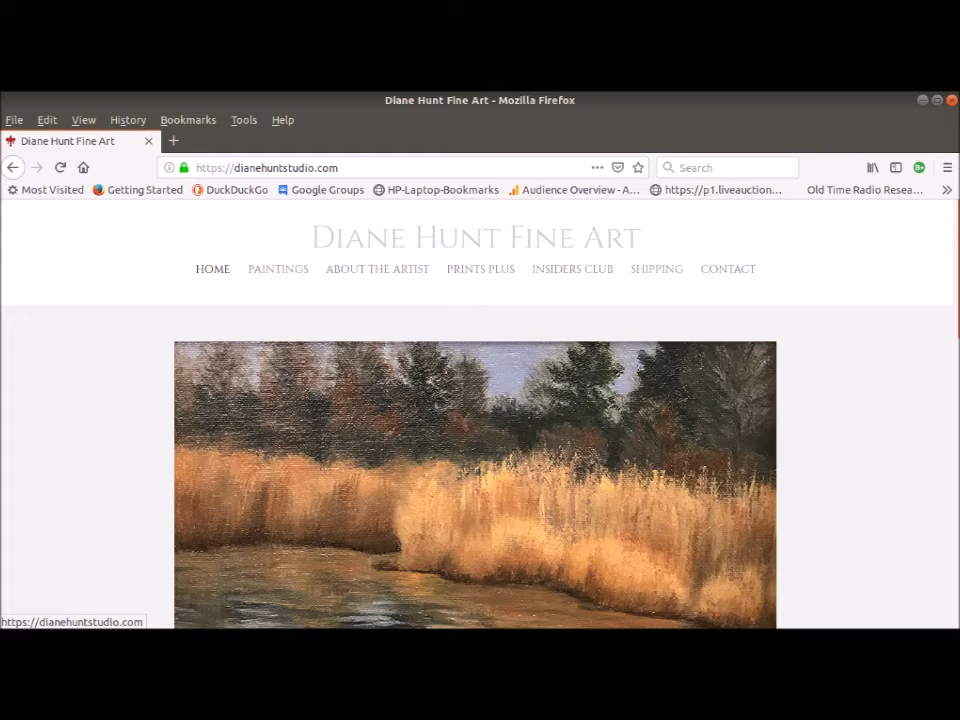 Diane Hunt Fine Art - Mozilla Firefox
File Edit View History Bookmarks Tools Help
Diane Hunt Fine Art
https://dianehuntstudio.com
Search
Most Visited Getting Started DuckDuckGo Google Groups HP-Laptop-Bookmarks Audience Overview - A... https://p1.liveauction... Old Time Radio Resea...
DIANE HUNT FINE ART
HOME PAINTINGS ABOUT THE ARTIST PRINTS PLUS INSIDERS CLUB SHIPPING CONTACT
https://dianehuntstudio.com